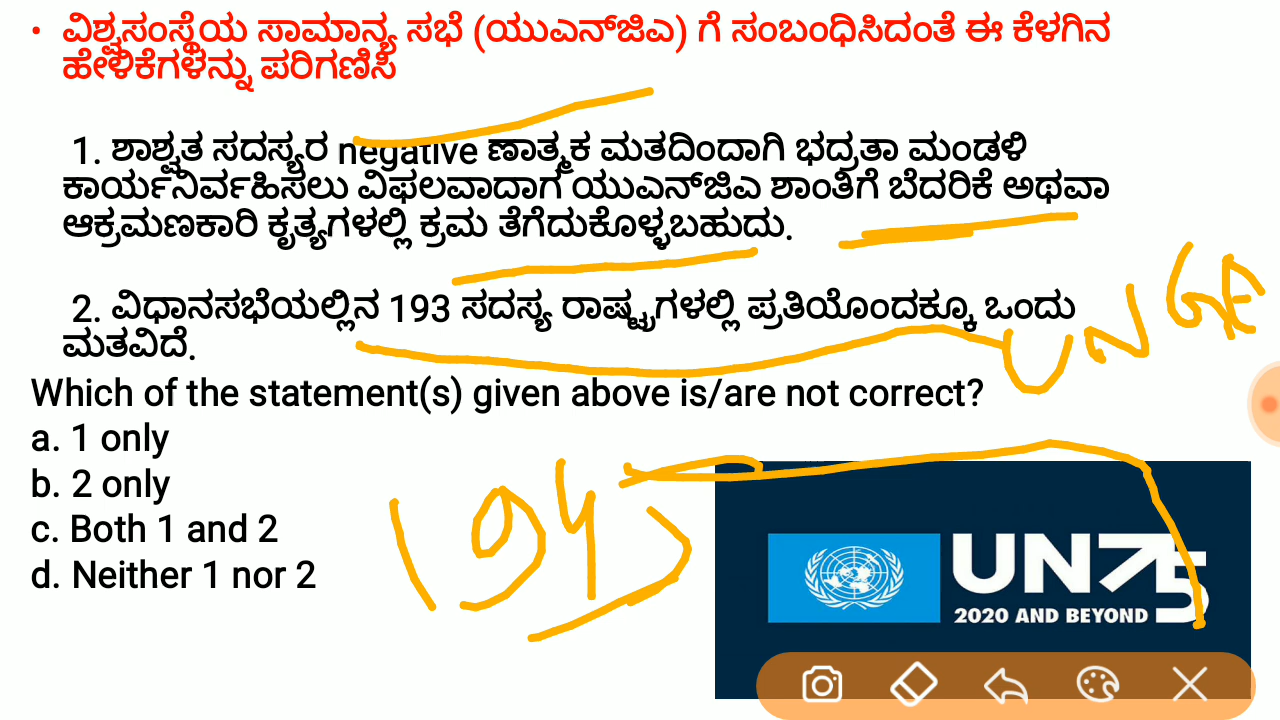 • ವಿಶ್ವಸಂಸ್ಥೆಯ ಸಾಮಾನ್ಯ ಸಭೆ (ಯುಎನ್‌ಜಿಎ) ಗೆ ಸಂಬಂಧಿಸಿದಂತೆ ಈ ಕೆಳಗಿನ
ಹೇಳಿಕೆಗಳನ್ನು ಪರಿಗಣಿಸಿ
1. ಶಾಶ್ವತ ಸದಸ್ಯರ negative ಣಾತ್ಮಕ ಮತದಿಂದಾಗಿ ಭದ್ರತಾ ಮಂಡಳಿ
ಕಾರ್ಯನಿರ್ವಹಿಸಲು ವಿಫಲವಾದಾಗ ಯುಎನ್‌ಜಿಎ ಶಾಂತಿಗೆ ಬೆದರಿಕೆ ಅಥವಾ
ಆಕ್ರಮಣಕಾರಿ ಕೃತ್ಯಗಳಲ್ಲಿ ಕ್ರಮ ತೆಗೆದುಕೊಳ್ಳಬಹುದು.
2. ವಿಧಾನಸಭೆಯಲ್ಲಿನ 193 ಸದಸ್ಯ ರಾಷ್ಟ್ರಗಳಲ್ಲಿ ಪ್ರತಿಯೊಂದಕ್ಕೂ ಒಂದು
ಮತವಿದೆ.
UNGA
Which of the statement(s) given above is/are not correct?
a. 1 only
b. 2 only
c. Both 1 and 2
d. Neither 1 nor 2
1945
UN75
2020 AND BEYOND